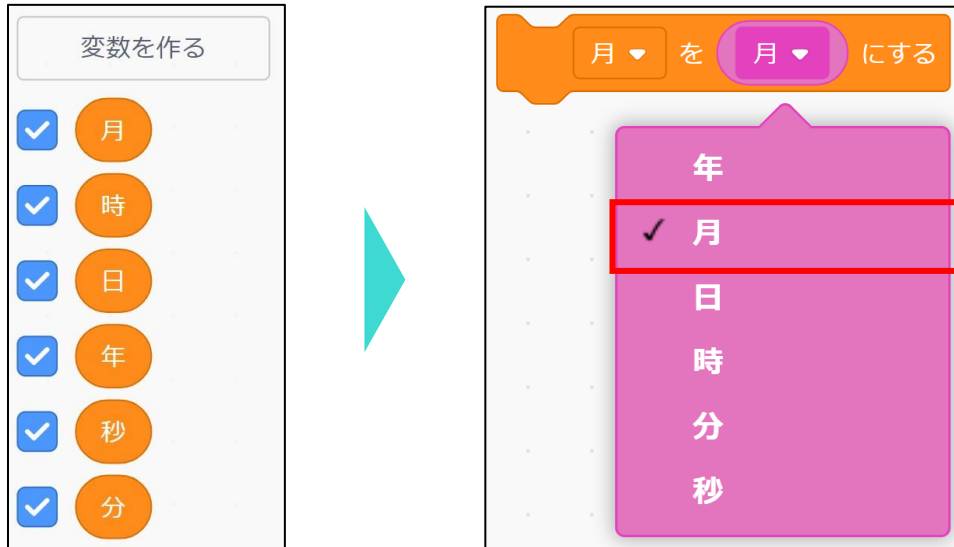 変数を作る
月
時
日
年
秒
分
月 を 月 にする
年
月
日
時
分
秒